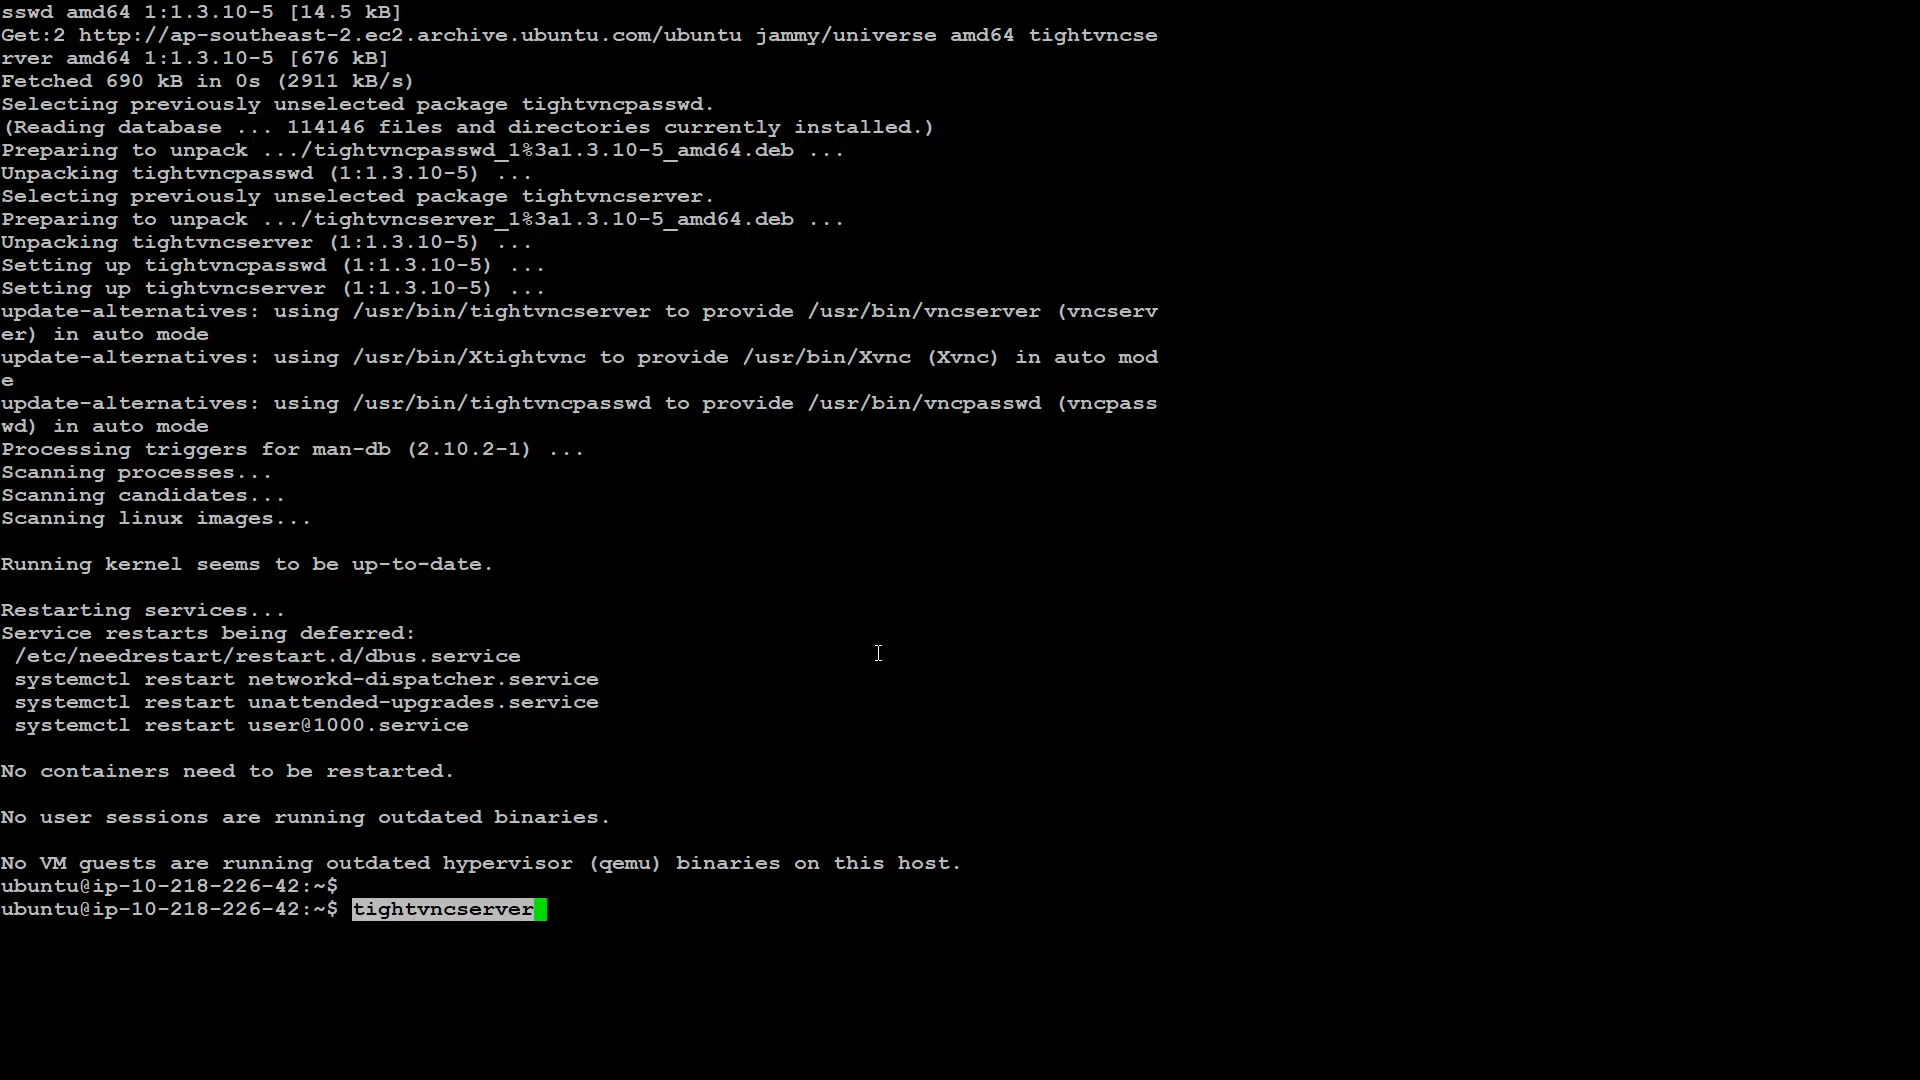 sswd amd64 1:1.3.10-5 [14.5 kB]
Get:2 http://ap-southeast-2.ec2.archive.ubuntu.com/ubuntu jammy/universe amd64 tightvncse
rver amd64 1:1.3.10-5 [676 kB]
Fetched 690 kB in 0s (2911 kB/s)
Selecting previously unselected package tightvncpasswd.
(Reading database ... 114146 files and directories currently installed.)
Preparing to unpack .../tightvncpasswd_1%3a1.3.10-5_amd64.deb ...
Unpacking tightvncpasswd (1:1.3.10-5) ...
Selecting previously unselected package tightvncserver.
Preparing to unpack .../tightvncserver_1%3a1.3.10-5_amd64.deb ...
Unpacking tightvncserver (1:1.3.10-5) ...
Setting up tightvncpasswd (1:1.3.10-5) ...
Setting up tightvncserver (1:1.3.10-5) ...
update-alternatives: using /usr/bin/tightvncserver to provide /usr/bin/vncserver (vncserv
er) in auto mode
update-alternatives: using /usr/bin/Xtightvnc to provide /usr/bin/Xvnc (Xvnc) in auto mod
e
update-alternatives: using /usr/bin/tightvncpasswd to provide /usr/bin/vncpasswd (vncpass
wd) in auto mode
Processing triggers for man-db (2.10.2-1) ...
Scanning processes...
Scanning candidates...
Scanning linux images...
Running kernel seems to be up-to-date.
Restarting services...
Service restarts being deferred:
/etc/needrestart/restart.d/dbus.service
systemctl restart networkd-dispatcher.service
systemctl restart unattended-upgrades.service
systemctl restart user@1000.service
No containers need to be restarted.
No user sessions are running outdated binaries.
No VM guests are running outdated hypervisor (qemu) binaries on this host.
ubuntu@ip-10-218-226-42:~$
ubuntu@ip-10-218-226-42:~$ tightvncserver